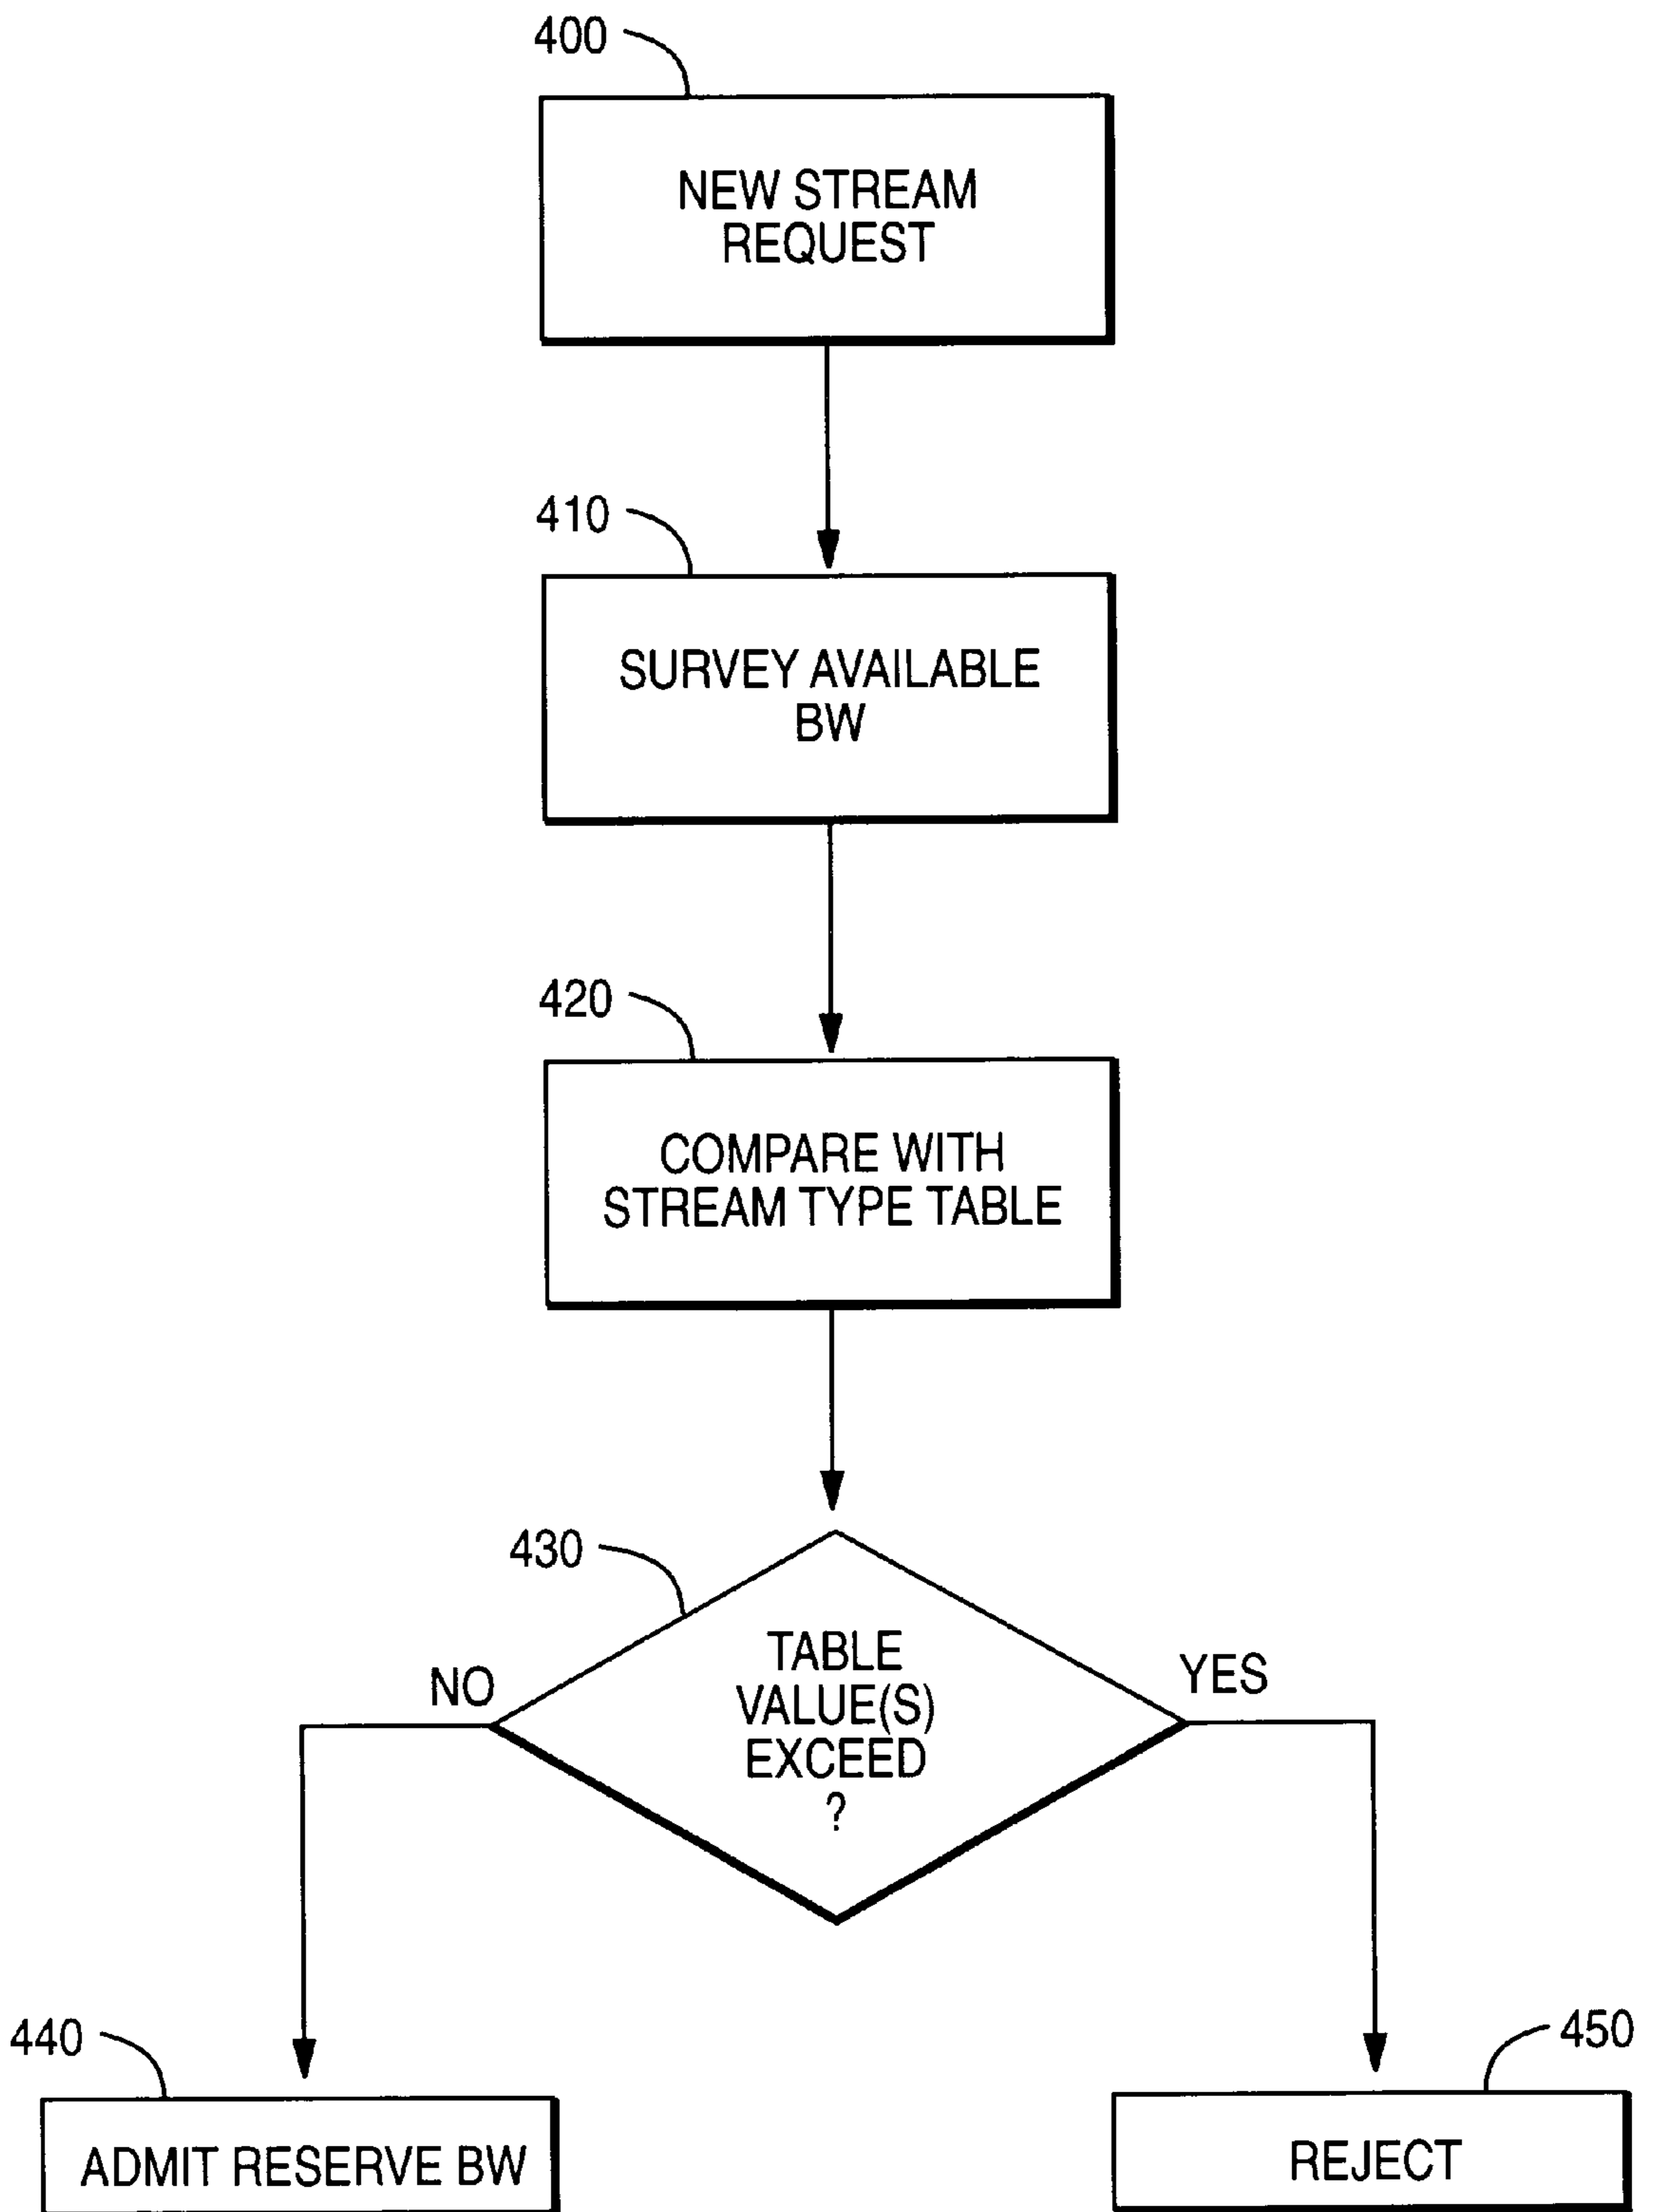 400
NEW STREAM
REQUEST
410
SURVEY AVAILABLE
BW
420
COMPARE WITH
STREAM TYPE TABLE
430
TABLE
VALUE(S)
EXCEED
?
NO
YES
440
ADMIT RESERVE BW
450
REJECT